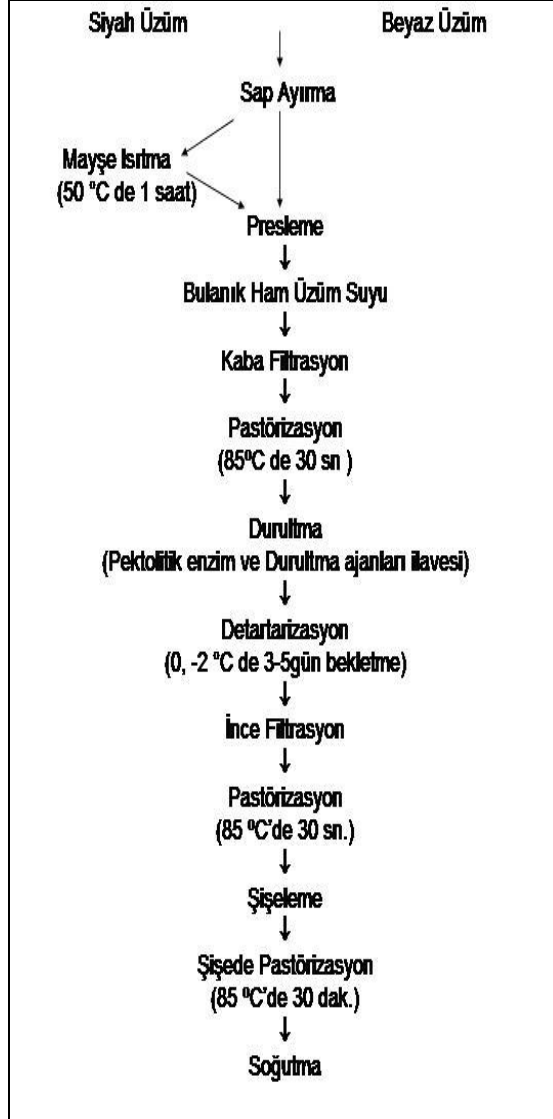 Siyah Üzüm Beyaz Üzüm
Sap Ayırma
Mayşe Isıtma
(50 °C de 1 saat)
Presleme
Bulanık Ham Üzüm Suyu
Kaba Filtrasyon
Pastörizasyon
(85ºC de 30 sn )
Durultma
(Pektolitik enzim ve Durultma ajanları ilavesi)
Detartarizasyon
(0, -2 °C de 3-5gün bekletme)
İnce Filtrasyon
Pastörizasyon
(85 ºC'de 30 sn.)
Şişeleme
Şişede Pastörizasyon
(85 ºC'de 30 dak.)
Soğutma